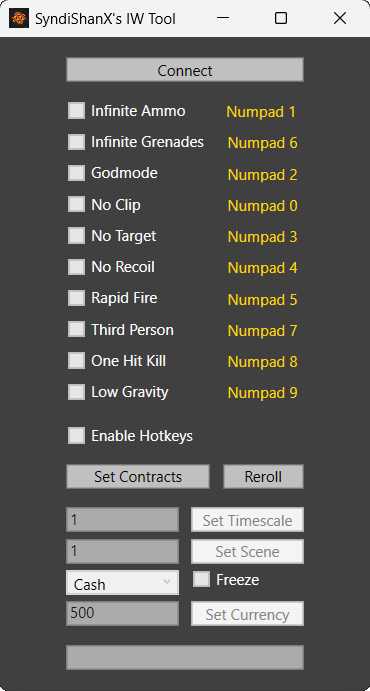 SyndiShanX's IW Tool
Connect
Infinite Ammo Numpad 1
Infinite Grenades Numpad 6
Godmode Numpad 2
No Clip Numpad 0
No Target Numpad 3
No Recoil Numpad 4
Rapid Fire Numpad 5
Third Person Numpad 7
One Hit Kill Numpad 8
Low Gravity Numpad 9
Enable Hotkeys
Set Contracts Reroll
1 Set Timescale
1 Set Scene
Cash Freeze
500 Set Currency